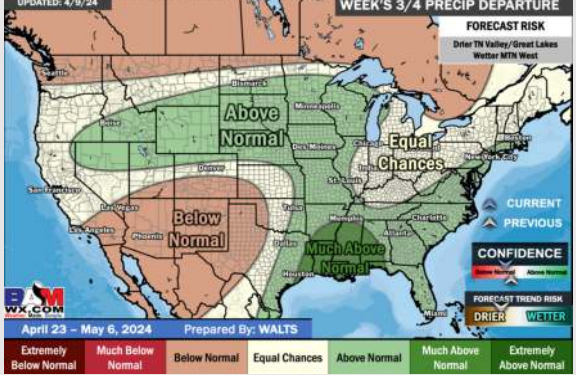 UPDATED: 4/9/24
WEEK'S 3/4 PRECIP DEPARTURE
FORECAST RISK
Drier TN Valley/Great Lakes
Wetter MTN West
Seattle
Bismarck
Minneapolis
Above
Normal
Boise
Boston
Equal
Chances
Des Moines
Chicago
New York City
Denver
St. Louis
San Francisco
Las Vegas
Below
Normal
Tulsa
Memphis
Charlotte
Los Angeles
Phoenix
Atlanta
Dallas
Much Above
Normal
Houston
Miami
CURRENT
PREVIOUS
CONFIDENCE
Below Normal
Above Normal
FORECAST TREND RISK
DRIER
WETTER
BAM
WX.COM
April 23 – May 6, 2024
Prepared By: WALTS
Extremely
Below Normal
Much Below
Normal
Below Normal
Equal Chances
Above Normal
Much Above
Normal
Extremely
Above Normal